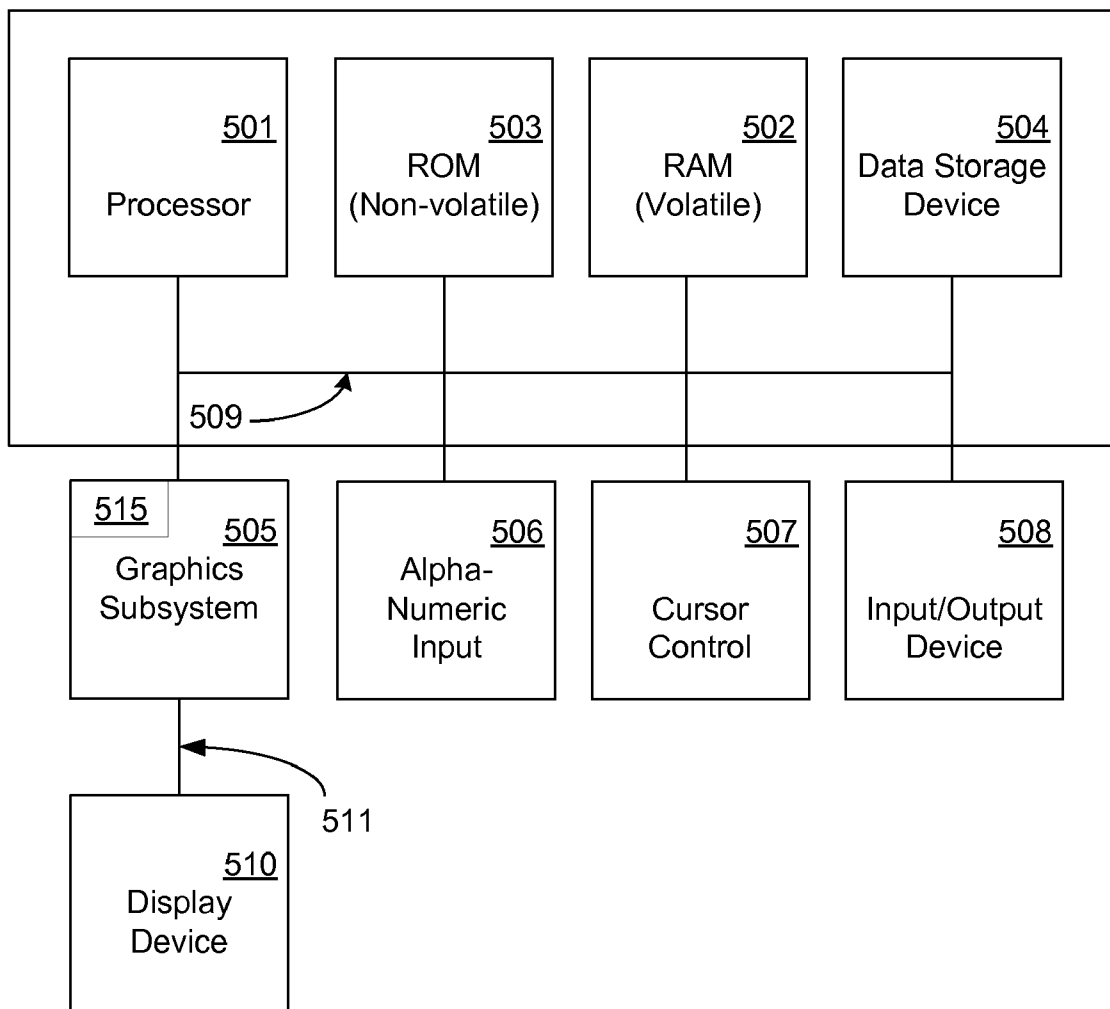 501
Processor
503
ROM
(Non-volatile)
502
RAM
(Volatile)
504
Data Storage
Device
509
515
505
Graphics
Subsystem
506
Alpha-
Numeric
Input
507
Cursor
Control
508
Input/Output
Device
511
510
Display
Device